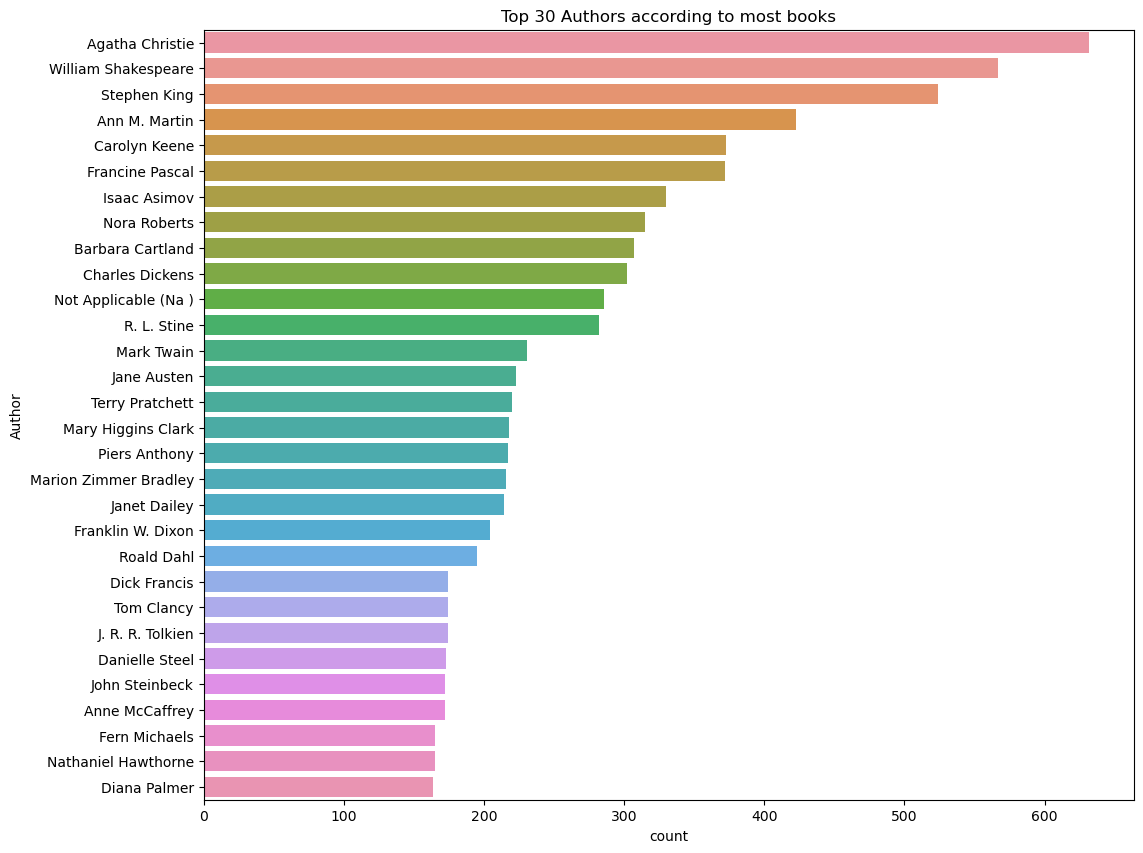 Top 30 Authors according to most books
Agatha Christie
William Shakespeare
Stephen King
Ann M. Martin
Carolyn Keene
Francine Pascal
Isaac Asimov
Nora Roberts
Barbara Cartland
Charles Dickens
Not Applicable (Na )
R. L. Stine
Mark Twain
Jane Austen
Terry Pratchett
Mary Higgins Clark
Piers Anthony
Marion Zimmer Bradley
Janet Dailey
Franklin W. Dixon
Roald Dahl
Dick Francis
Tom Clancy
J. R. R. Tolkien
Danielle Steel
John Steinbeck
Anne McCaffrey
Fern Michaels
Nathaniel Hawthorne
Diana Palmer
Author
0 100 200 300 400 500 600
count